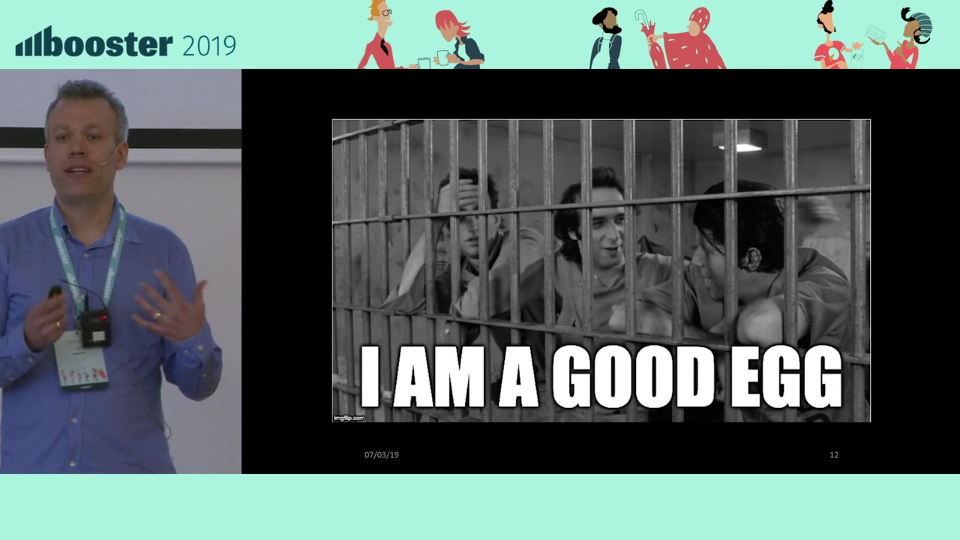 booster 2019
I AM A GOOD EGG
imgflip.com
07/03/19
12